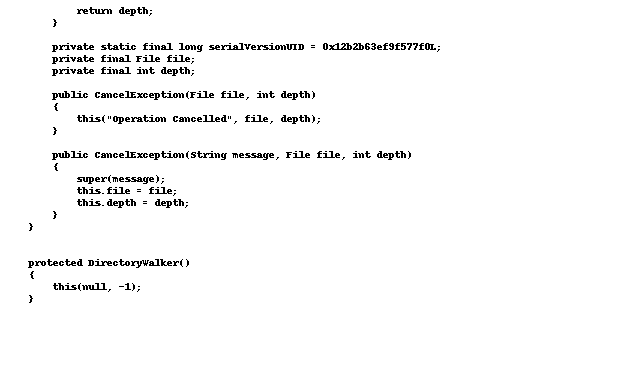 return depth;
}
private static final long serialVersionUID = 0x12b2b63ef9f577f0L;
private final File file;
private final int depth;
public CancelException(File file, int depth)
{
this("Operation Cancelled", file, depth);
}
public CancelException(String message, File file, int depth)
{
super(message);
this.file = file;
this.depth = depth;
}
}
protected DirectoryWalker()
{
this(null, -1);
}